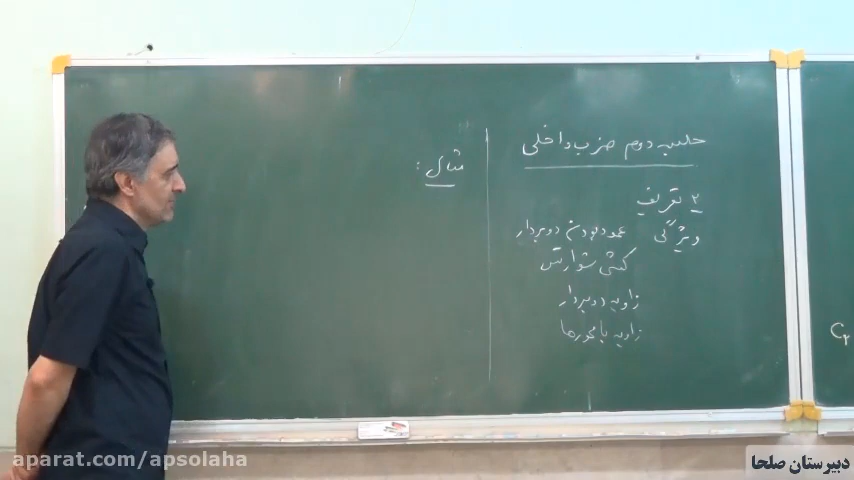 جلسه دوم ضرب داخلی
۲ تعریف
ویژگی عمود بودن دو بردار
کشی شوارتس
زاویه دو بردار
زاویه با محورها
مثال:
aparat.com/apsolaha
دبیرستان صلحا